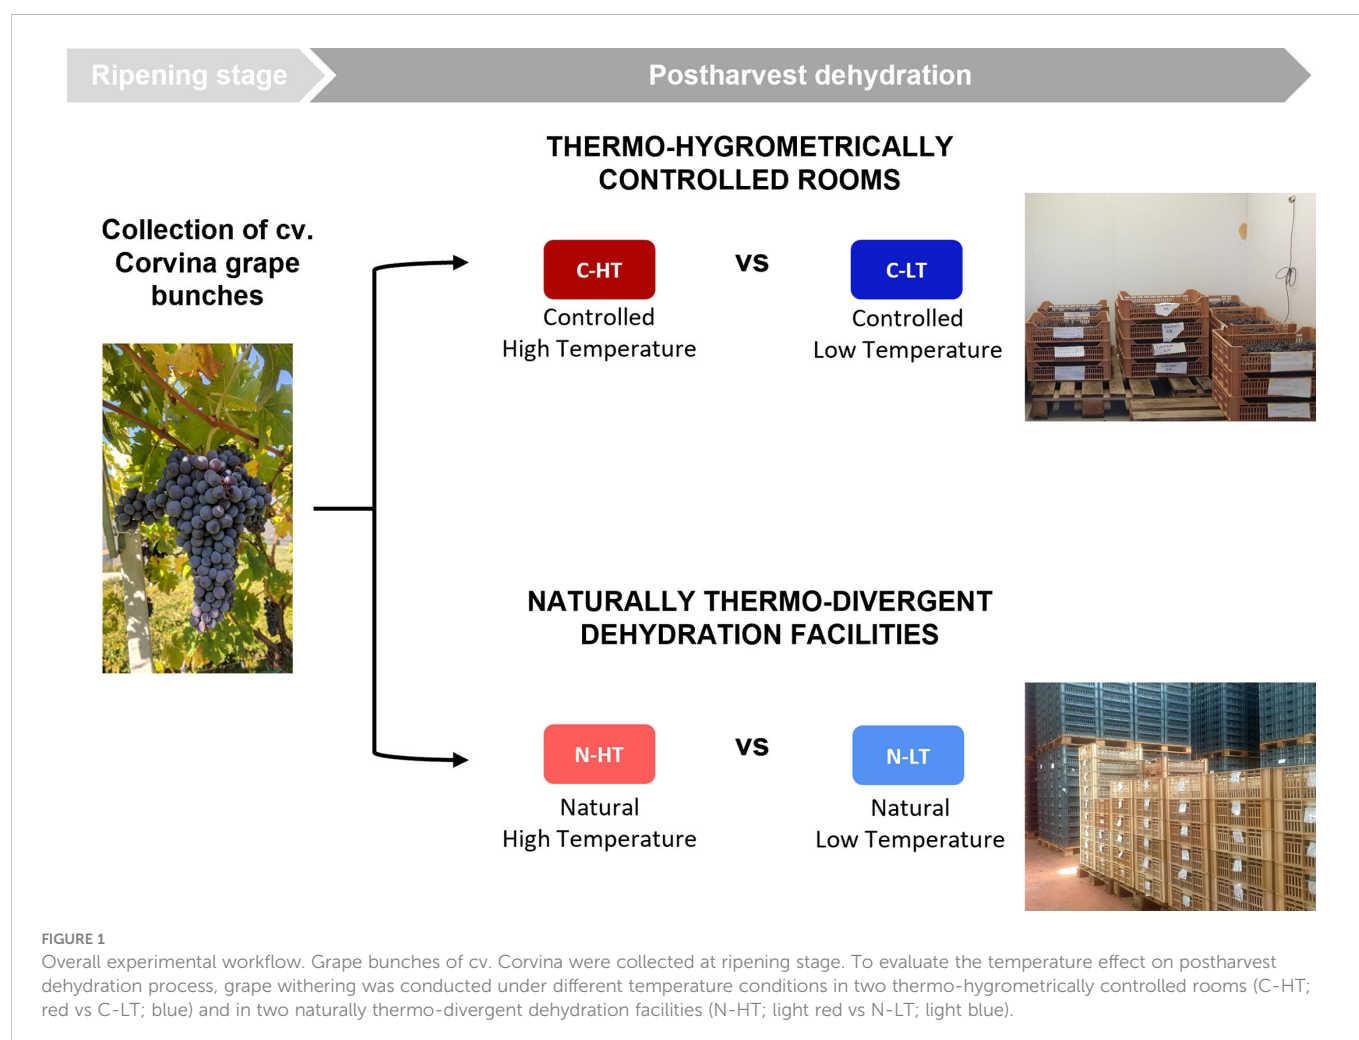 Ripening stage
Postharvest dehydration
THERMO-HYGROMETRICALLY
CONTROLLED ROOMS
Collection of cv.
Corvina grape
bunches
C-HT
vs
C-LT
Controlled
High Temperature
Controlled
Low Temperature
NATURALLY THERMO-DIVERGENT
DEHYDRATION FACILITIES
N-HT
vs
N-LT
Natural
High Temperature
Natural
Low Temperature
FIGURE 1
Overall experimental workflow. Grape bunches of cv. Corvina were collected at ripening stage. To evaluate the temperature effect on postharvest
dehydration process, grape withering was conducted under different temperature conditions in two thermo-hygrometrically controlled rooms (C-HT;
red vs C-LT; blue) and in two naturally thermo-divergent dehydration facilities (N-HT; light red vs N-LT; light blue).